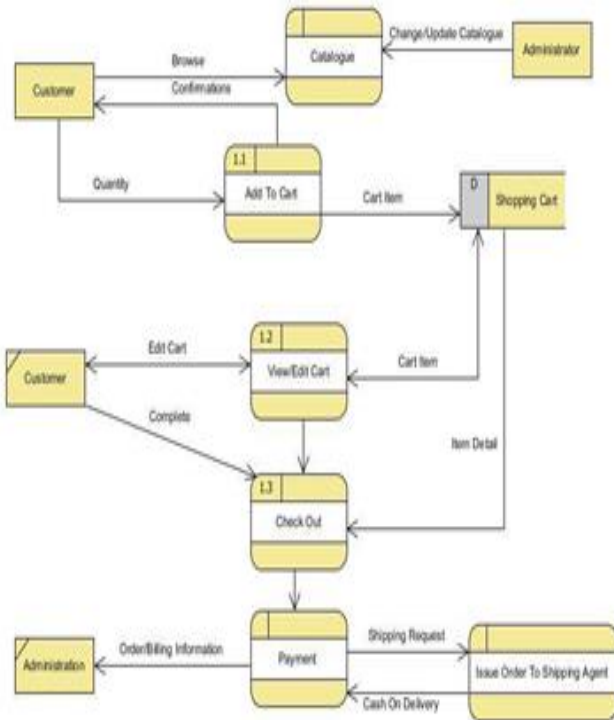 Change/Update Catalogue
Catalogue
Administrator
Browse
Customer
Confirmations
1.1
D
Quantity
Add To Cart
Cart Item
Shopping Cart
1.2
Edit Cart
View/Edit Cart
Cart Item
Customer
Complete
Item Detail
1.3
Check Out
Shipping Request
Order/Billing Information
Administration
Payment
Issue Order To Shipping Agent
Cash On Delivery